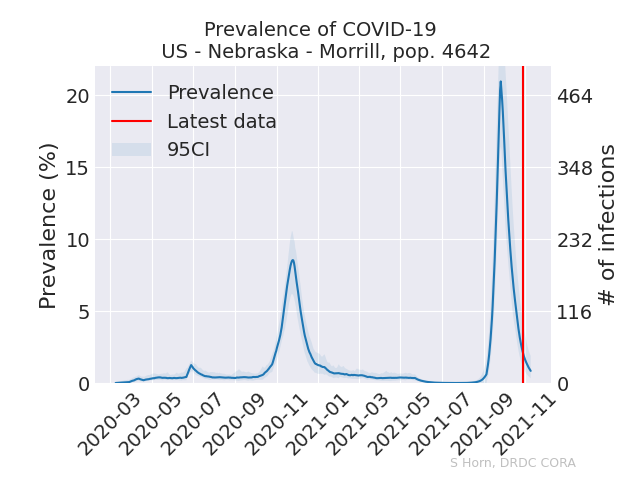 Prevalence of COVID-19
US - Nebraska - Morrill, pop. 4642
Prevalence
Latest data
95CI
Prevalence (%)
20
15
10
5
0
# of infections
464
348
232
116
0
2020-03
2020-05
2020-07
2020-09
2020-11
2021-01
2021-03
2021-05
2021-07
2021-09
2021-11
S Horn, DRDC CORA